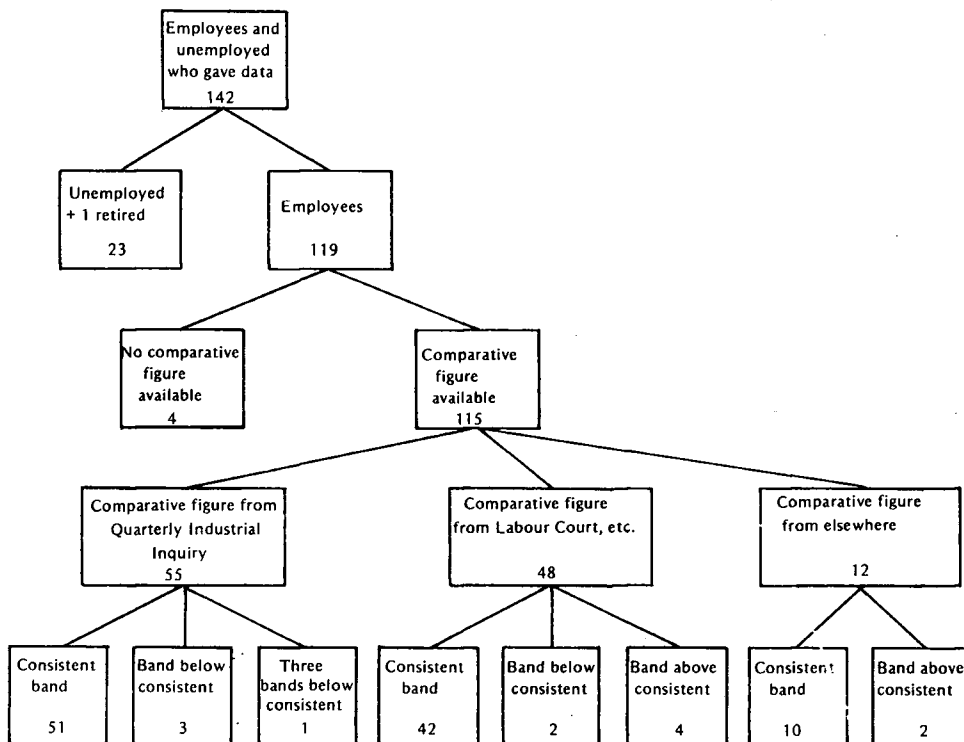 Employees and
unemployed
who gave data
142
Unemployed
+ 1 retired
23
Employees
119
No comparative
figure
available
4
Comparative
figure
available
115
Comparative figure from
Quarterly Industrial
Inquiry
55
Comparative figure
from Labour Court, etc.
48
Comparative figure
from elsewhere
12
Consistent
band
51
Band below
consistent
3
Three
bands below
consistent
1
Consistent
band
42
Band below
consistent
2
Band above
consistent
4
Consistent
band
10
Band above
consistent
2